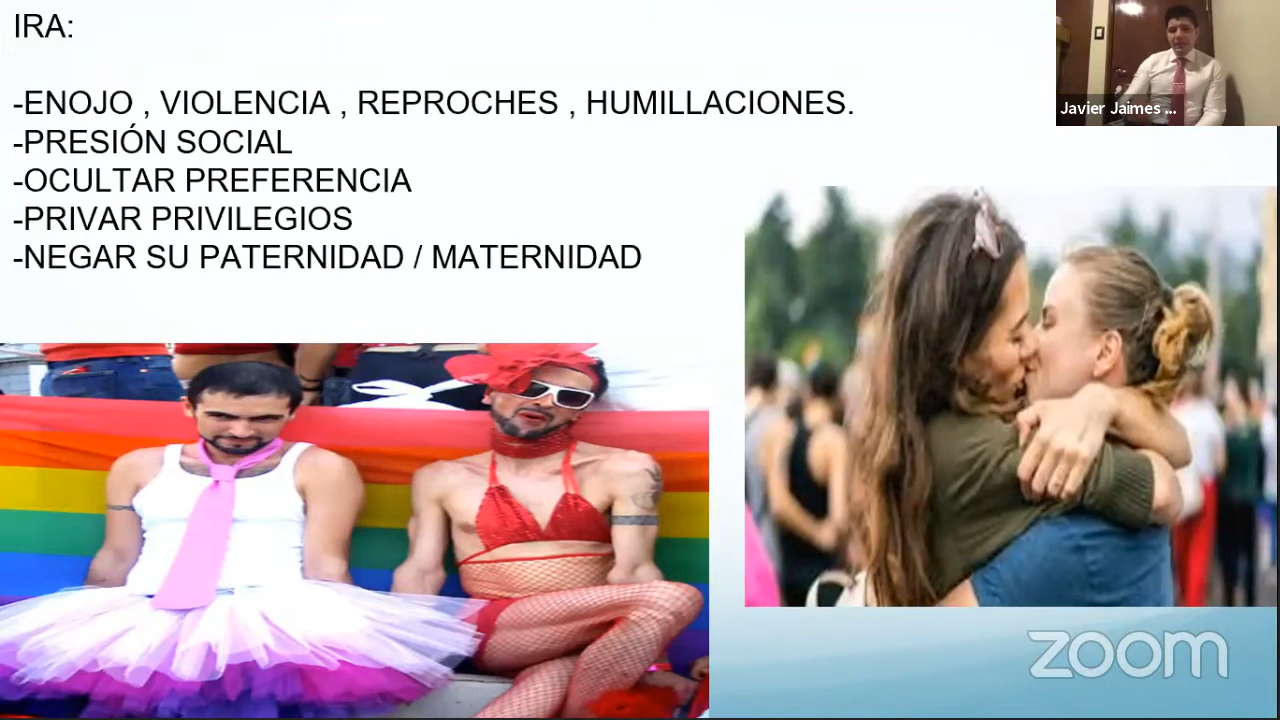 IRA:
-ENOJO , VIOLENCIA , REPROCHES , HUMILLACIONES.
-PRESIÓN SOCIAL
-OCULTAR PREFERENCIA
-PRIVAR PRIVILEGIOS
-NEGAR SU PATERNIDAD / MATERNIDAD
Javier Jaimes ...
zoom